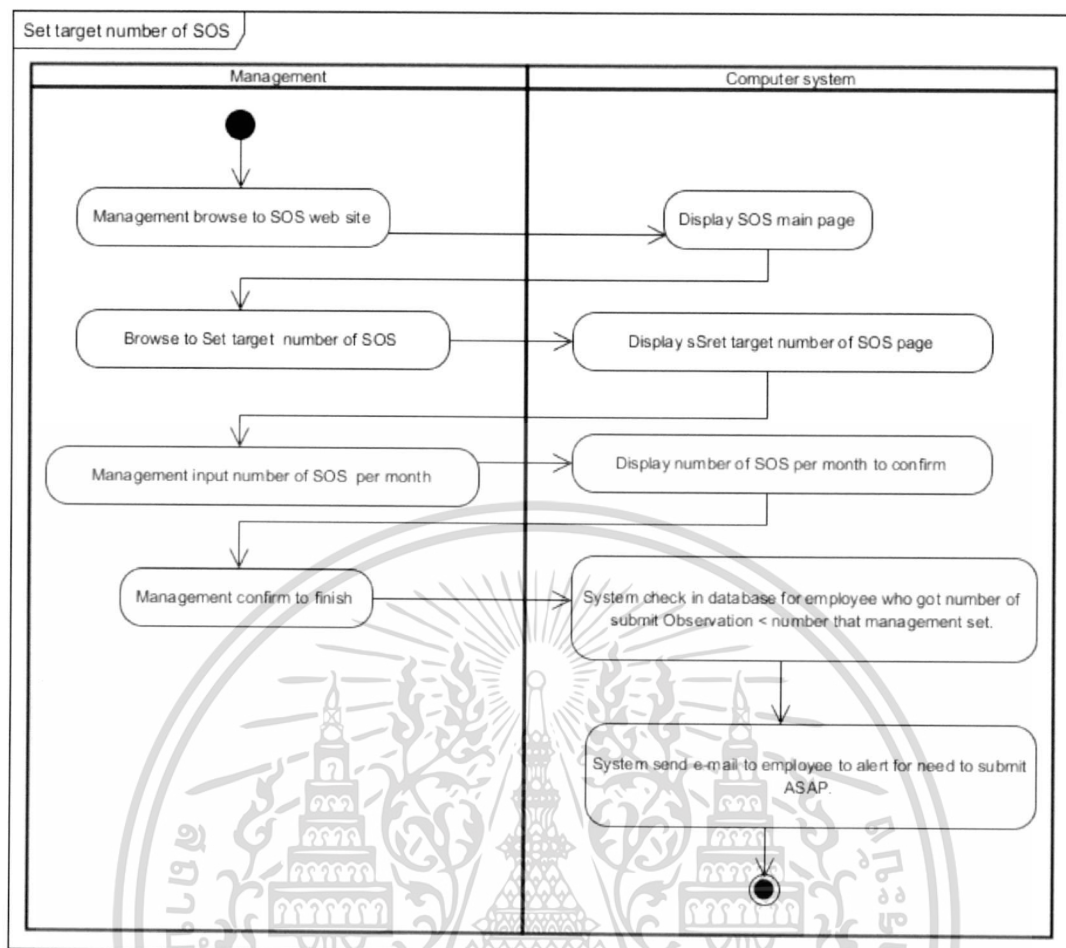 Set target number of SOS
Management
Computer system
Management browse to SOS web site
Display SOS main page
Browse to Set target number of SOS
Display sSret target number of SOS page
Management input number of SOS per month
Display number of SOS per month to confirm
Management confirm to finish
System check in database for employee who got number of
submit Observation < number that management set.
System send e-mail to employee to alert for need to submit
ASAP.